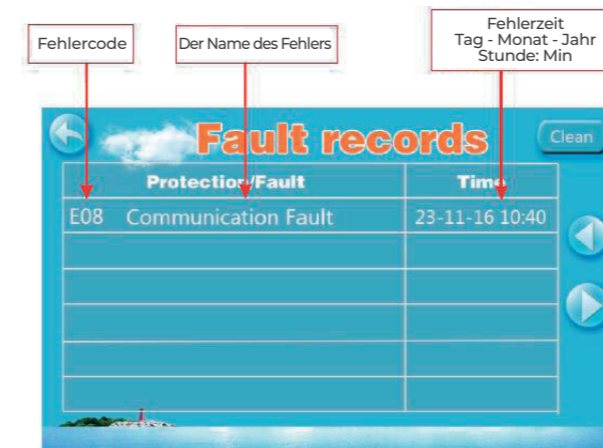 Fehlercode
Der Name des Fehlers
Fehlerzeit
Tag - Monat - Jahr
Stunde: Min
Fault records
Clean
Protection/Fault
Time
E08 Communication Fault
23-11-16 10:40